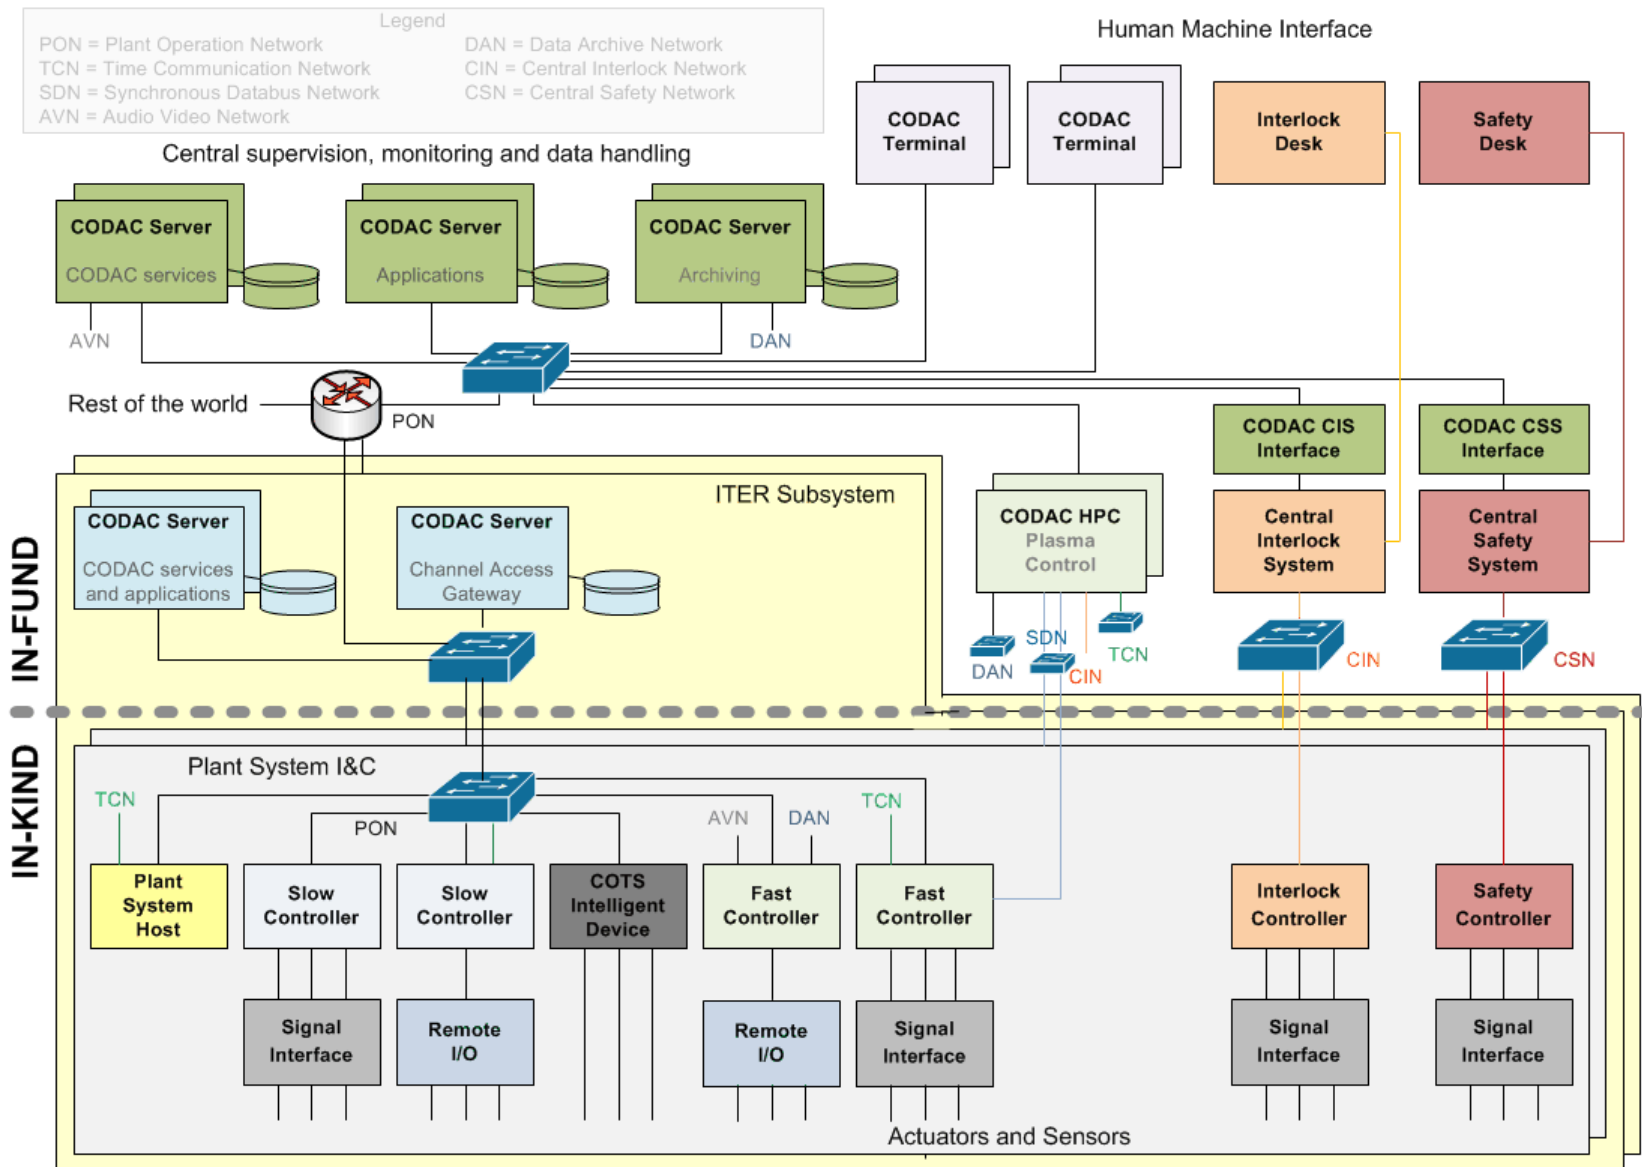 Legend
PON = Plant Operation Network
DAN = Data Archive Network
TCN = Time Communication Network
CIN = Central Interlock Network
SDN = Synchronous Databus Network
CSN = Central Safety Network
AVN = Audio Video Network
Human Machine Interface
CODAC
Terminal
CODAC
Terminal
Interlock
Desk
Safety
Desk
Central supervision, monitoring and data handling
CODAC Server
CODAC services
CODAC Server
Applications
CODAC Server
Archiving
AVN
DAN
Rest of the world
PON
CODAC CIS
Interface
CODAC CSS
Interface
ITER Subsystem
CODAC Server
CODAC services
and applications
CODAC Server
Channel Access
Gateway
CODAC HPC
Plasma
Control
Central
Interlock
System
Central
Safety
System
DAN
SDN
CIN
TCN
CIN
CSN
IN-FUND
IN-KIND
Plant System I&C
TCN
PON
AVN
DAN
TCN
Plant
System
Host
Slow
Controller
Slow
Controller
COTS
Intelligent
Device
Fast
Controller
Fast
Controller
Interlock
Controller
Safety
Controller
Signal
Interface
Remote
I/O
Remote
I/O
Signal
Interface
Signal
Interface
Signal
Interface
Actuators and Sensors